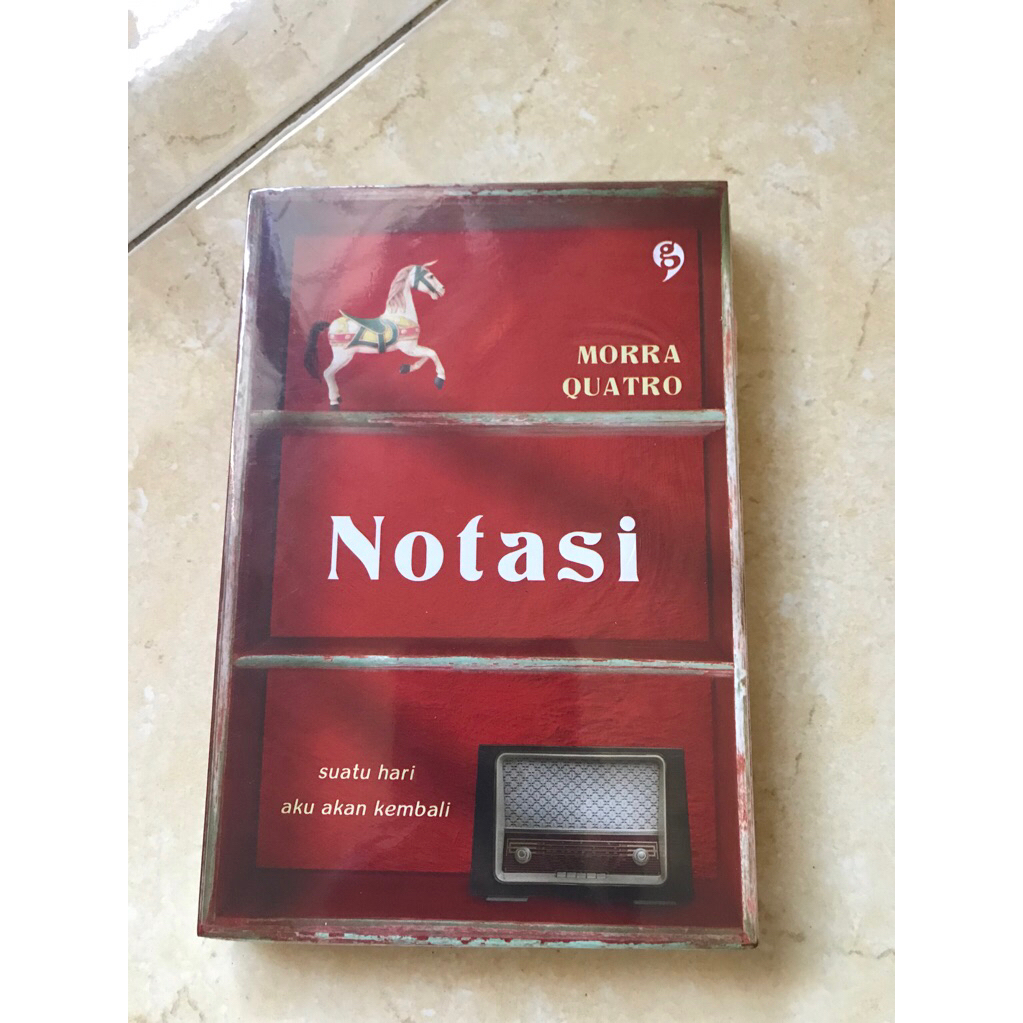 g
MORRA
QUATRO
Notasi
suatu hari
aku akan kembali